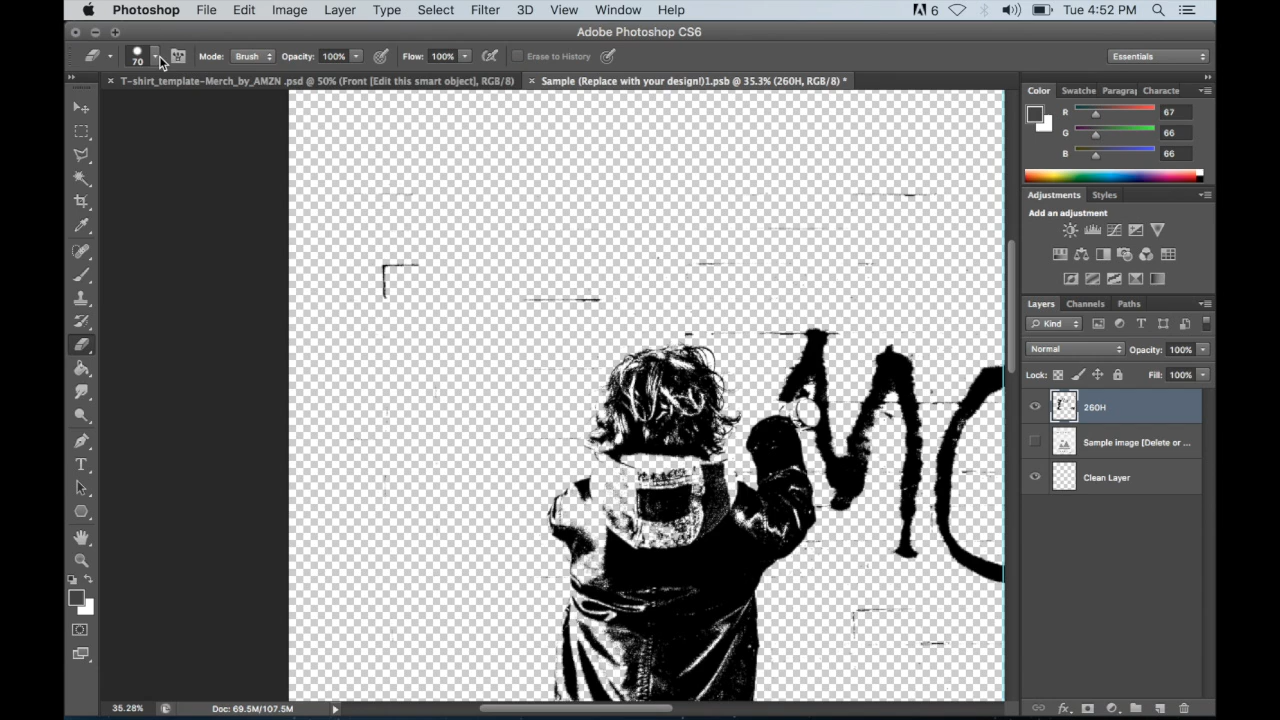 Photoshop File Edit Image Layer Type Select Filter 3D View Window Help 6 Tue 4:52 PM
Adobe Photoshop CS6
70 Mode: Brush Opacity: 100% Flow: 100% Erase to History Essentials
T-shirt_template-Merch_by_AMZN .psd @ 50% (Front [Edit this smart object], RGB/8) Sample (Replace with your design!)1.psb @ 35.3% (260H, RGB/8) *
Color Swatche Paragra Characte
R 67
G 66
B 66
Adjustments Styles
Add an adjustment
Layers Channels Paths
Kind
Normal Opacity: 100%
Lock: Fill: 100%
260H
Sample image [Delete or ...
Clean Layer
35.28% Doc: 69.5M/107.5M